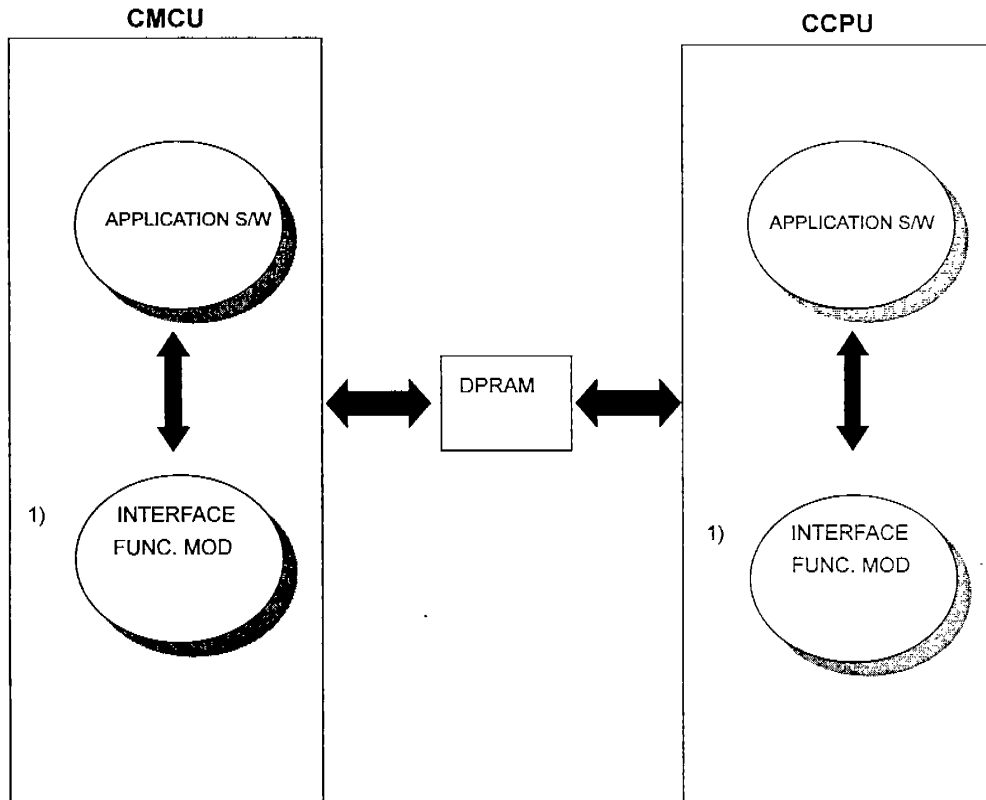 CMCU
CCPU
APPLICATION S/W
APPLICATION S/W
DPRAM
1)
INTERFACE
FUNC. MOD
1)
INTERFACE
FUNC. MOD